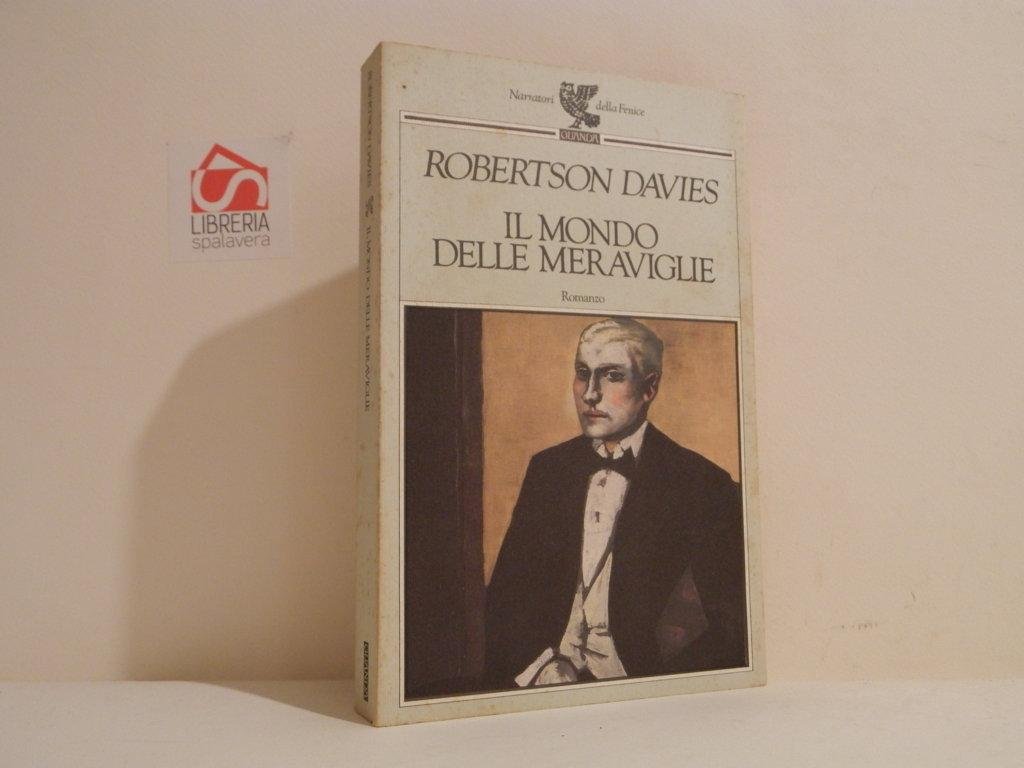 Narratori della Fenice
GUANDA
ROBERTSON DAVIES
IL MONDO
DELLE MERAVIGLIE
Romanzo
ROBERTSON DAVIES IL MONDO DELLE MERAVIGLIE GUANDA
LIBRERIA
spalavera